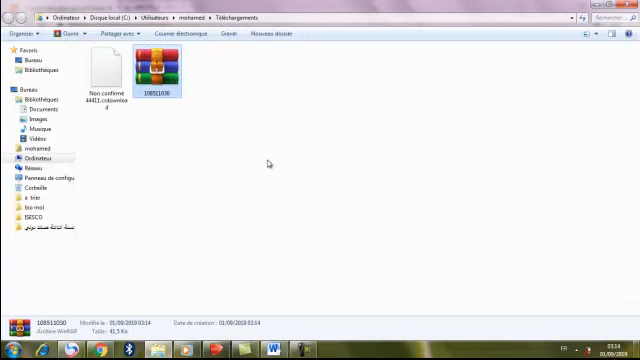 Ordinateur ▸ Disque local (C:) ▸ Utilisateurs ▸ mohamed ▸ Téléchargements
Rechercher...
Organiser
Ouvrir
Partager avec
Courrier électronique
Graver
Nouveau dossier
Favoris
Bureau
Bibliothèques
Bureau
Bibliothèques
Documents
Images
Musique
Vidéos
mohamed
Ordinateur
Réseau
Panneau de configu
Corbeille
a trier
bio mol
ISESCO
Non confirmé
44411.crdownloa
d
108511030
108511030
Modifié le : 01/09/2019 03:14
Date de création : 01/09/2019 03:14
Archive WinRAR
Taille : 41,5 Ko
FR
03:14
01/09/2019